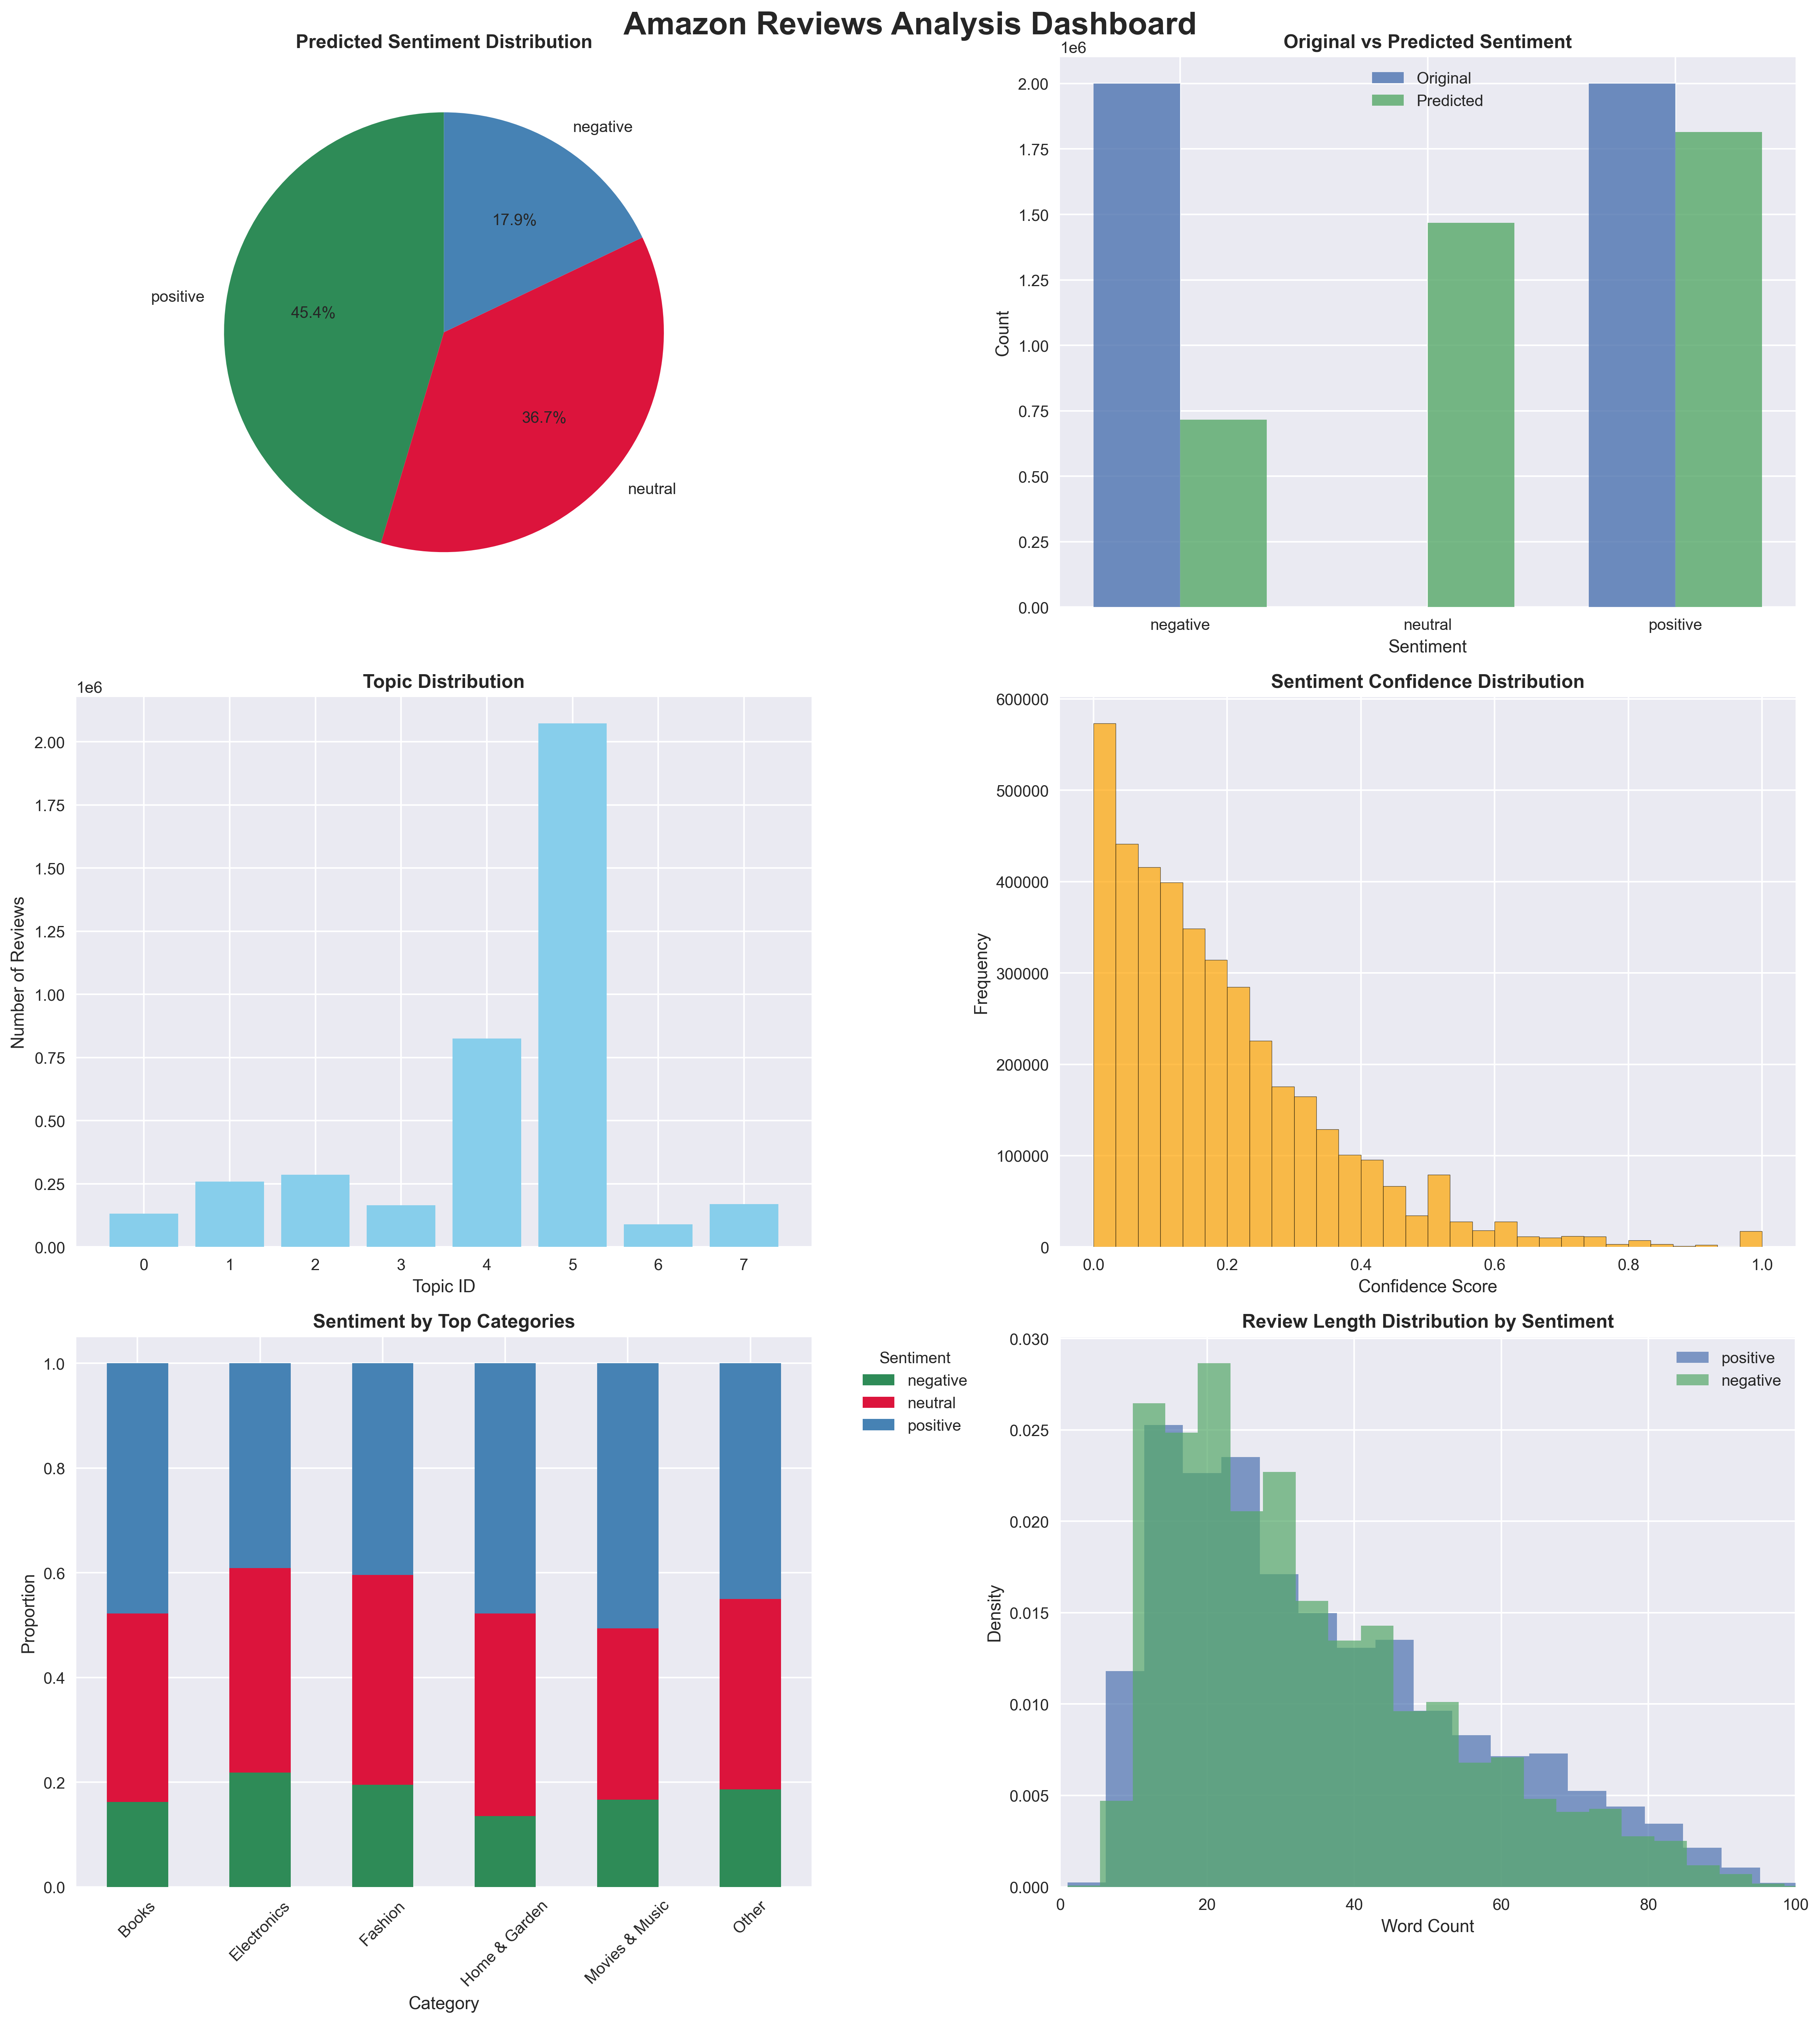 Amazon Reviews Analysis Dashboard
Predicted Sentiment Distribution
negative
17.9%
positive
45.4%
36.7%
neutral
Original vs Predicted Sentiment
1e6
Original
Predicted
2.00
1.75
1.50
1.25
1.00
0.75
0.50
0.25
0.00
Count
negative neutral positive
Sentiment
Topic Distribution
1e6
2.00
1.75
1.50
1.25
1.00
0.75
0.50
0.25
0.00
Number of Reviews
0 1 2 3 4 5 6 7
Topic ID
Sentiment Confidence Distribution
600000
500000
400000
300000
200000
100000
0
Frequency
0.0 0.2 0.4 0.6 0.8 1.0
Confidence Score
Sentiment by Top Categories
1.0
0.8
0.6
0.4
0.2
0.0
Proportion
Books Electronics Fashion Home & Garden Movies & Music Other
Category
Sentiment
negative
neutral
positive
Review Length Distribution by Sentiment
positive
negative
0.030
0.025
0.020
0.015
0.010
0.005
0.000
Density
0 20 40 60 80 100
Word Count